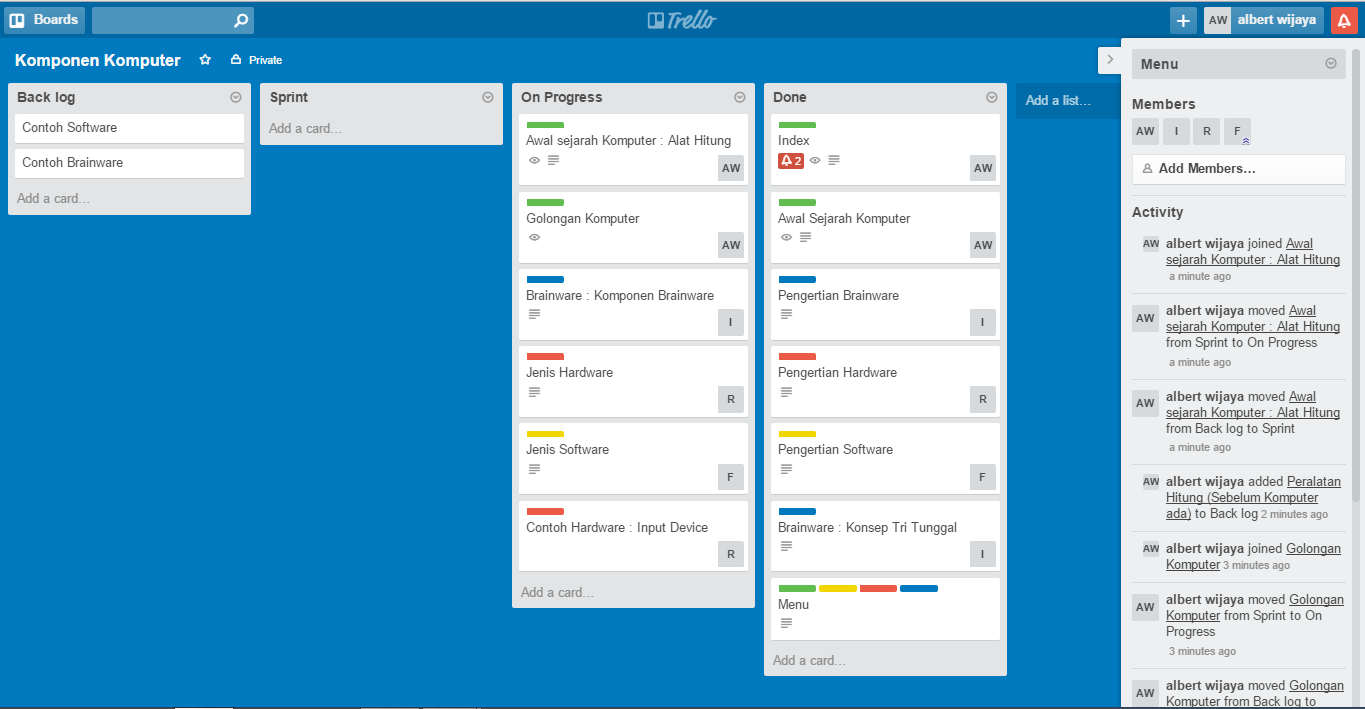 Boards
Trello
+
AW albert wijaya
Komponen Komputer
Private
Back log
Contoh Software
Contoh Brainware
Add a card...
Sprint
Add a card...
On Progress
Awal sejarah Komputer : Alat Hitung
AW
Golongan Komputer
AW
Brainware : Komponen Brainware
I
Jenis Hardware
R
Jenis Software
F
Contoh Hardware : Input Device
R
Add a card...
Done
Index
2
AW
Awal Sejarah Komputer
AW
Pengertian Brainware
I
Pengertian Hardware
R
Pengertian Software
F
Brainware : Konsep Tri Tunggal
I
Menu
Add a card...
Add a list...
Menu
Members
AW I R F
Add Members...
Activity
AW albert wijaya joined Awal
sejarah Komputer : Alat Hitung
a minute ago
AW albert wijaya moved Awal
sejarah Komputer : Alat Hitung
from Sprint to On Progress
a minute ago
AW albert wijaya moved Awal
sejarah Komputer : Alat Hitung
from Back log to Sprint
a minute ago
AW albert wijaya added Peralatan
Hitung (Sebelum Komputer
ada) to Back log 2 minutes ago
AW albert wijaya joined Golongan
Komputer 3 minutes ago
AW albert wijaya moved Golongan
Komputer from Sprint to On
Progress
3 minutes ago
AW albert wijaya moved Golongan
Komputer from Back log to